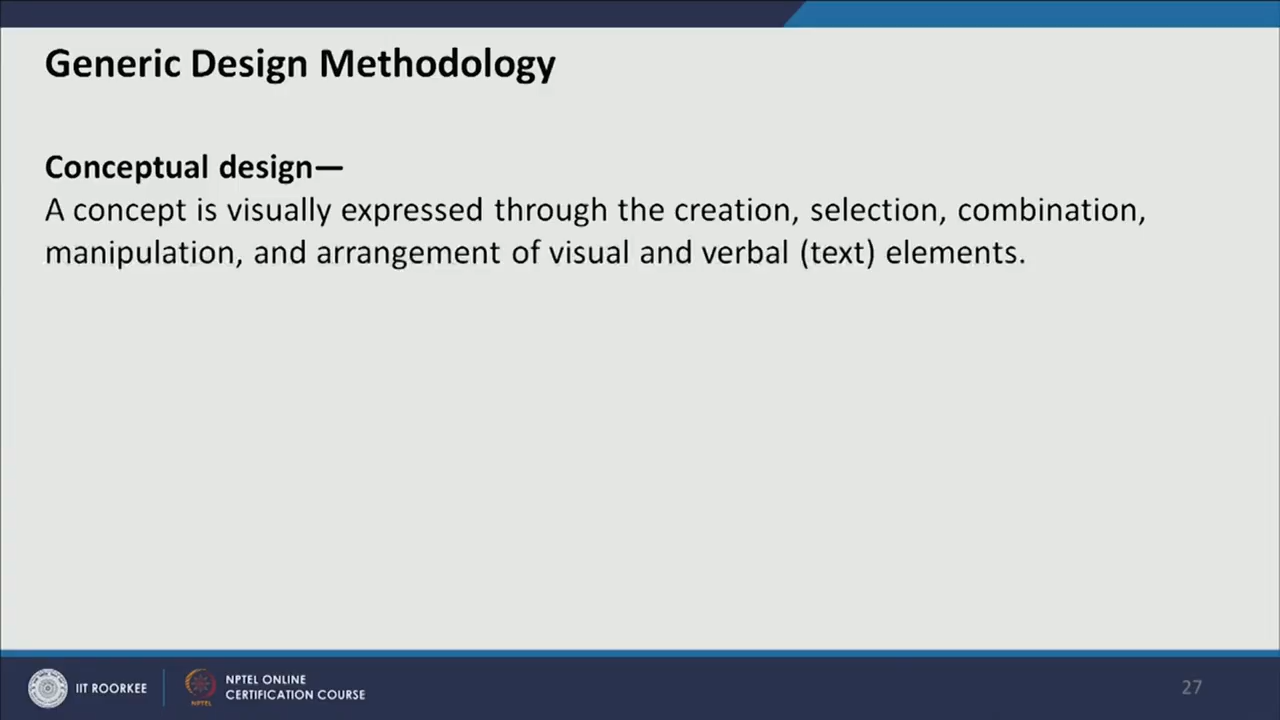 Generic Design Methodology
Conceptual design—
A concept is visually expressed through the creation, selection, combination,
manipulation, and arrangement of visual and verbal (text) elements.
IIT ROORKEE
NPTEL
NPTEL ONLINE
CERTIFICATION COURSE
27